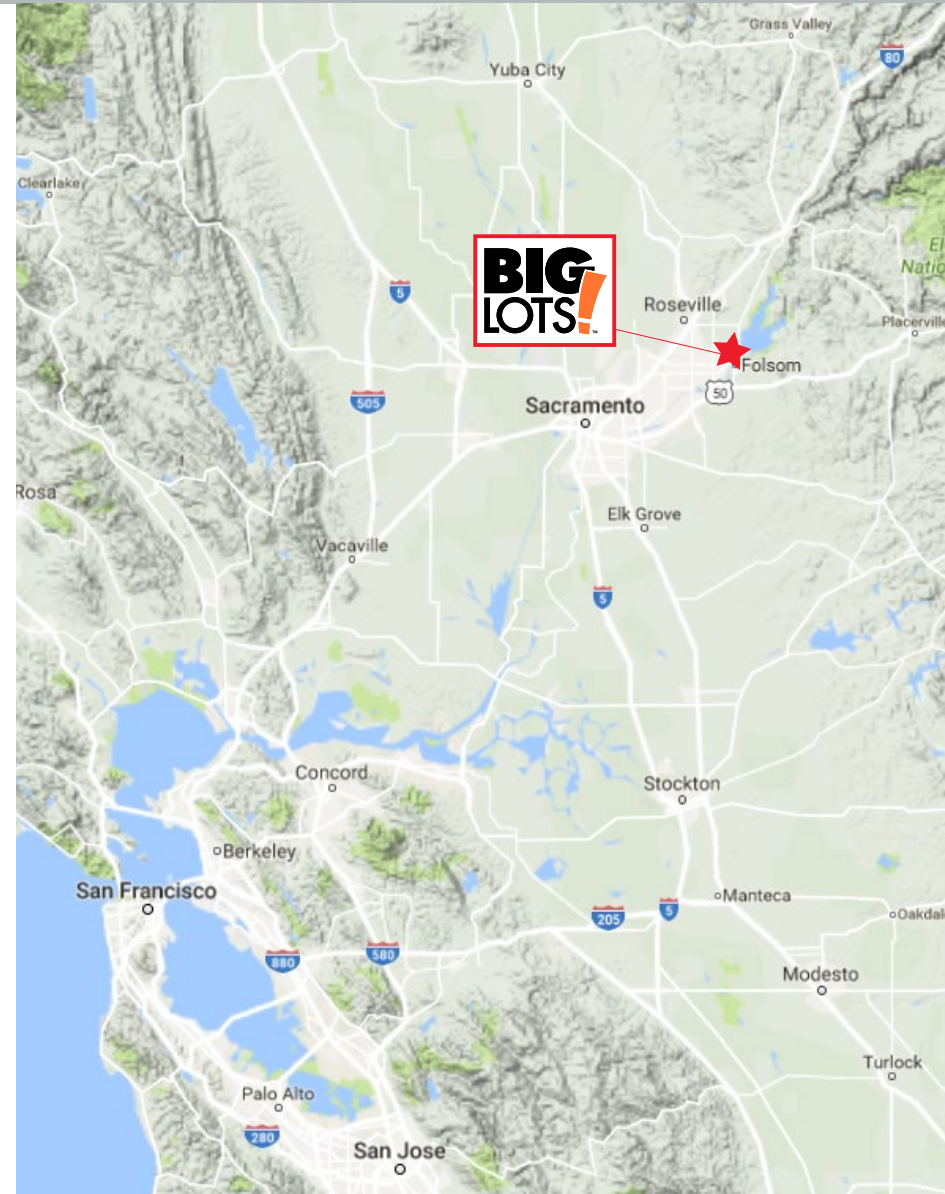 Grass Valley
80
Yuba City
Clearlake
BIG
LOTS!
™
El
Natio
5
Roseville
Placerville
Folsom
50
505
Sacramento
Rosa
Elk Grove
Vacaville
5
Concord
Stockton
Berkeley
San Francisco
Manteca
205
5
Oakdal
880
580
Modesto
Turlock
Palo Alto
280
San Jose